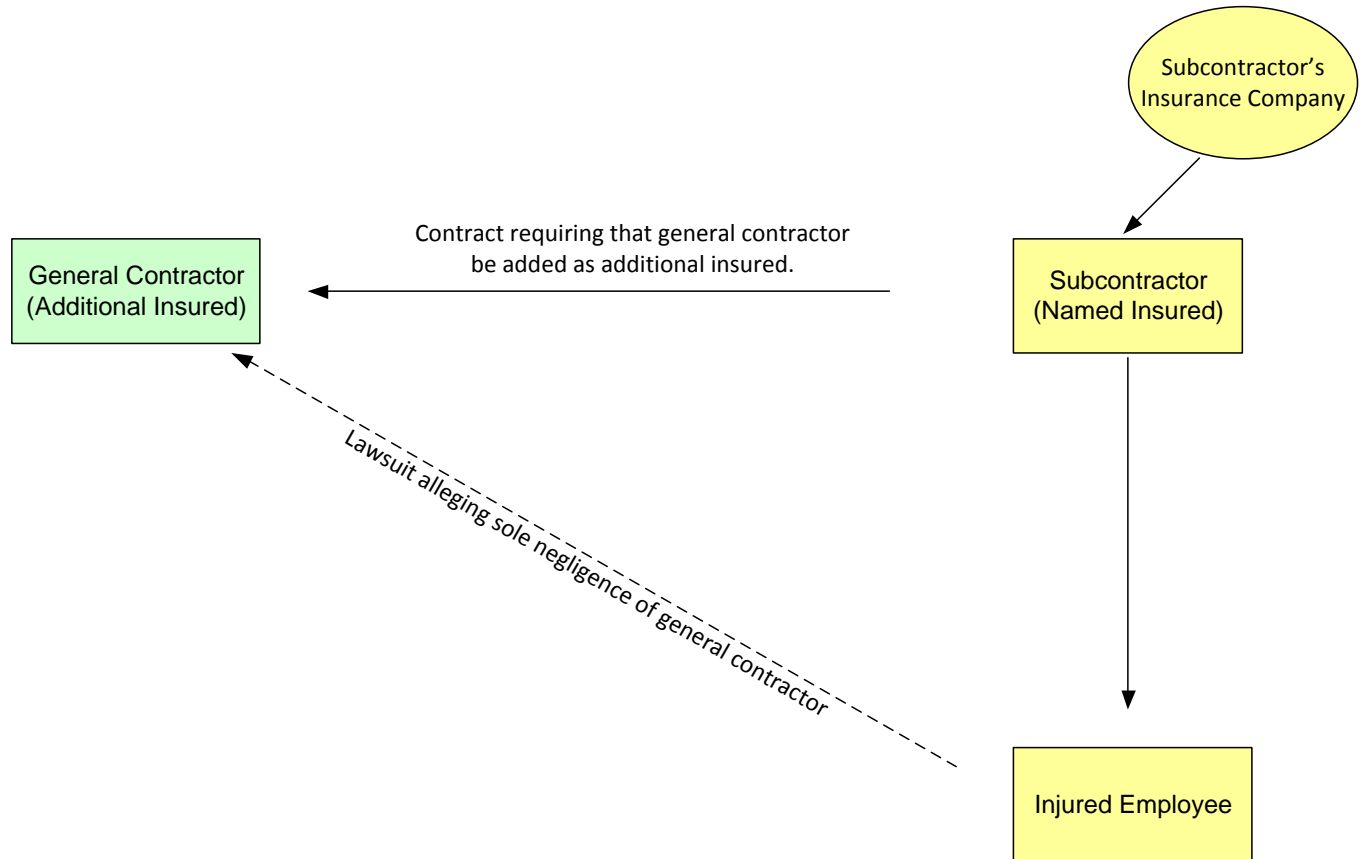 Subcontractor’s
Insurance Company
Contract requiring that general contractor
be added as additional insured.
General Contractor
(Additional Insured)
Subcontractor
(Named Insured)
Lawsuit alleging sole negligence of general contractor
Injured Employee